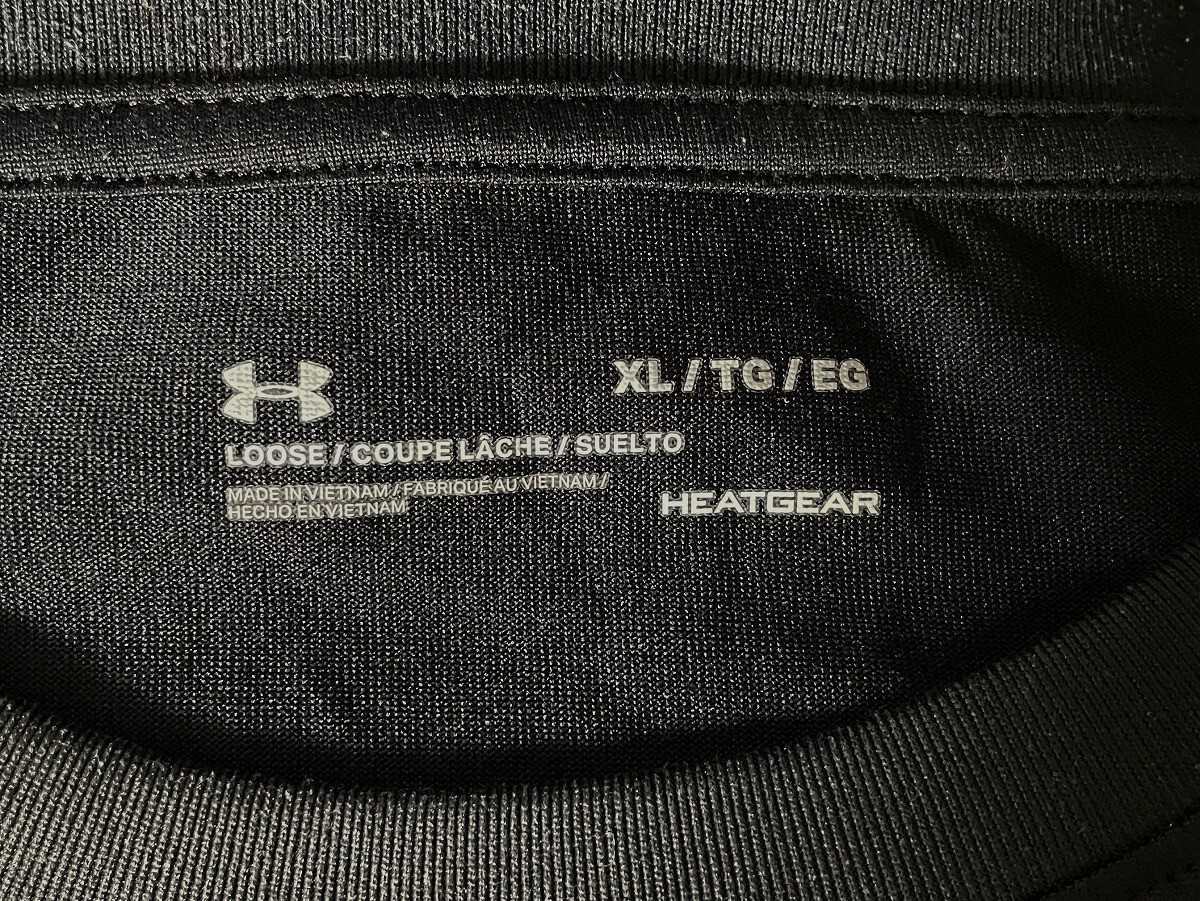 XL / TG / EG
LOOSE / COUPE LÂCHE / SUELTO
MADE IN VIETNAM / FABRIQUÉ AU VIETNAM /
HECHO EN VIETNAM
HEATGEAR